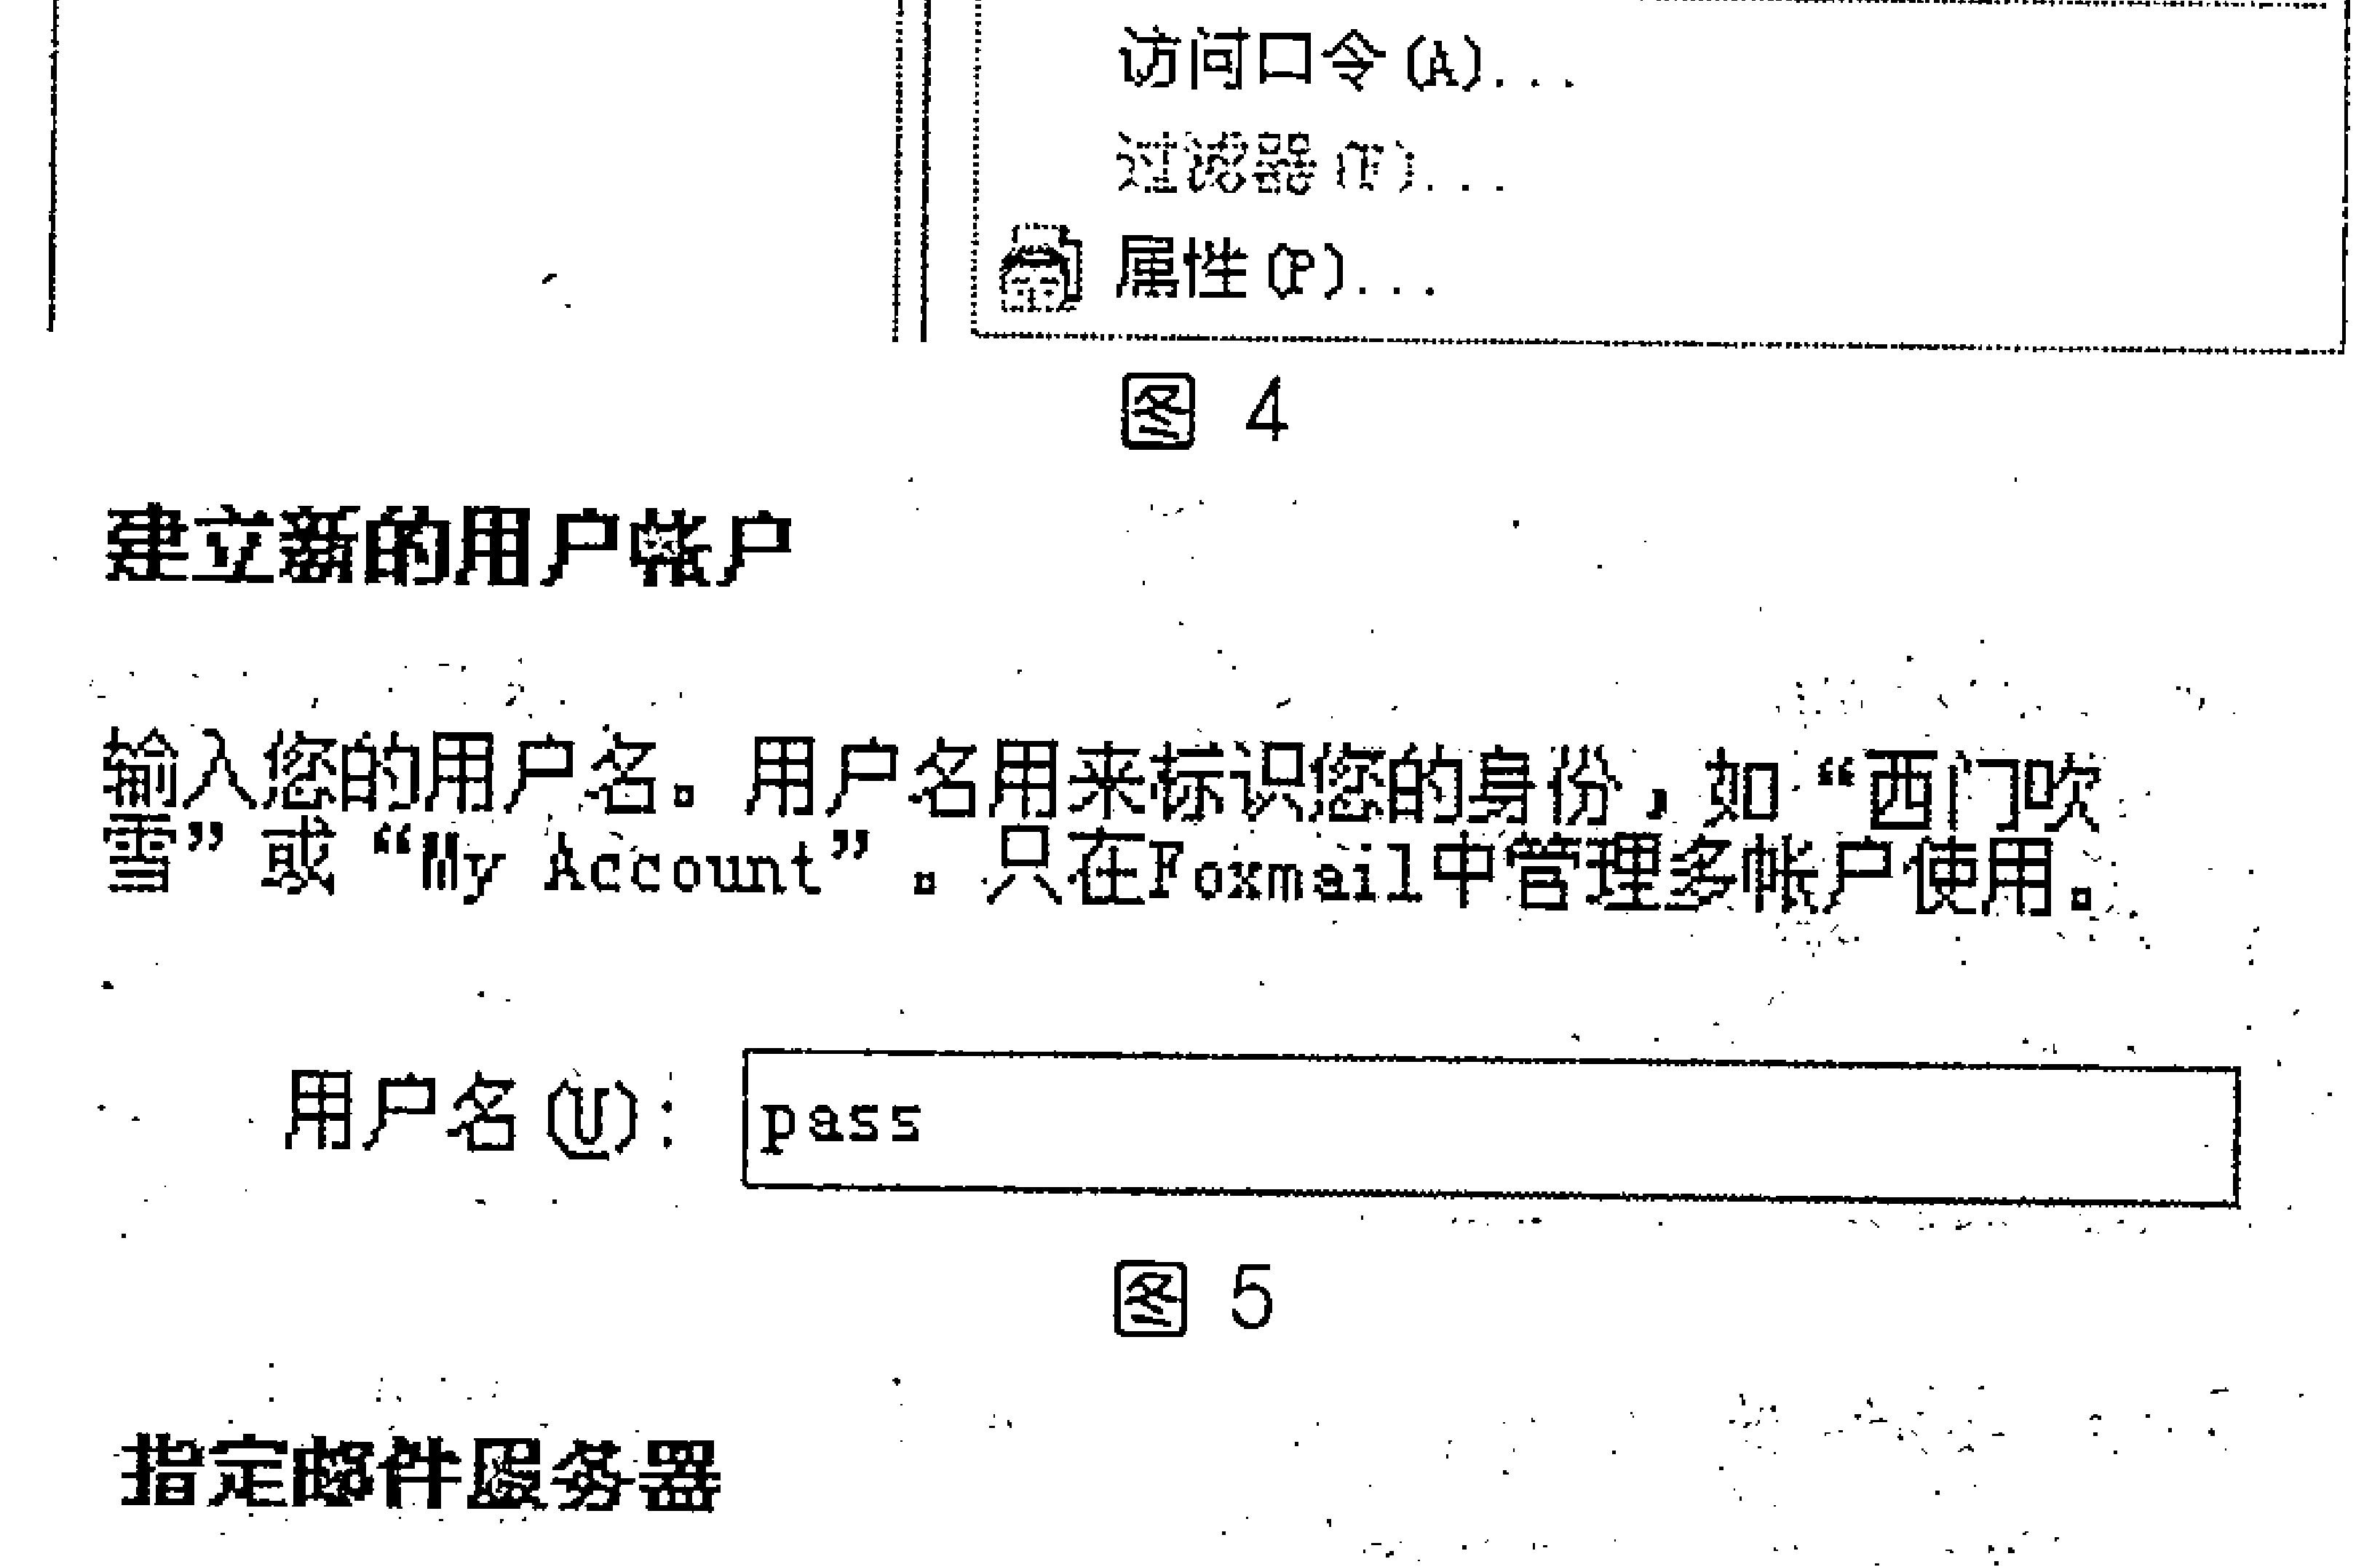 访问口令(A)...
过滤器(F)...
属性(P)...
图 4
建立新的用户帐户
输入您的用户名。用户名用来标识您的身份，如“西门吹
雪”或“My Account”。只在Foxmail中管理多帐户使用。
用户名(U)： pass
图 5
指定邮件服务器